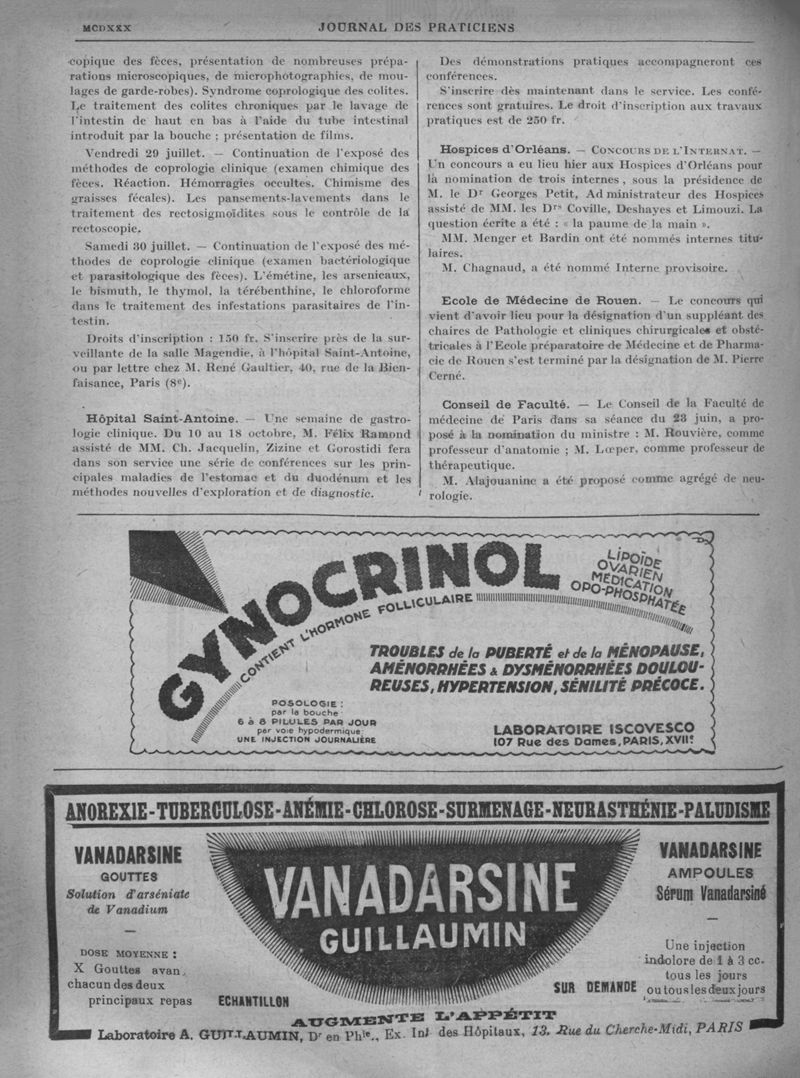 MCDXXX
JOURNAL DES PRATICIENS
copique des fèces, présentation de nombreuses prépa-
rations microscopiques, de microphotographies, de mou-
lages de garde-robes). Syndrome coprologique des colites.
Le traitement des colites chroniques par le lavage de
l'intestin de haut en bas à l'aide du tube intestinal
introduit par la bouche ; présentation de films.
Vendredi 29 juillet. — Continuation de l'exposé des
méthodes de coprologie clinique (examen chimique des
fèces. Réaction. Hémorragies occultes. Chimisme des
graisses fécales). Les pansements-lavements dans le
traitement des rectosigmoïdites sous le contrôle de la
rectoscopie.
Samedi 30 juillet. — Continuation de l'exposé des mé-
thodes de coprologie clinique (examen bactériologique
et parasitologique des fèces). L'émétine, les arsenicaux,
le bismuth, le thymol, la térébenthine, le chloroforme
dans le traitement des infestations parasitaires de l'in-
testin.
Droits d'inscription : 150 fr. S'inscrire près de la sur-
veillante de la salle Magendie, à l'hôpital Saint-Antoine,
ou par lettre chez M. René Gaultier, 40, rue de la Bien-
faisance, Paris (8e).
Hôpital Saint-Antoine. — Une semaine de gastro-
logie clinique. Du 10 au 18 octobre, M. Félix Ramond
assisté de MM. Ch. Jacquelin, Zizine et Gorostidi fera
dans son service une série de conférences sur les prin-
cipales maladies de l'estomac et du duodénum et les
méthodes nouvelles d'exploration et de diagnostic.
Des démonstrations pratiques accompagneront ces
conférences.
S'inscrire dès maintenant dans le service. Les confé-
rences sont gratuires. Le droit d'inscription aux travaux
pratiques est de 250 fr.
Hospices d'Orléans. — CONCOURS DE L'INTERNAT. —
Un concours a eu lieu hier aux Hospices d'Orléans pour
la nomination de trois internes, sous la présidence de
M. le Dr Georges Petit, Administrateur des Hospices
assisté de MM. les Drs Coville, Deshayes et Limouzi. La
question écrite a été : « la paume de la main ».
MM. Menger et Bardin ont été nommés internes titu-
laires.
M. Chagnaud, a été nommé Interne provisoire.
Ecole de Médecine de Rouen. — Le concours qui
vient d'avoir lieu pour la désignation d'un suppléant des
chaires de Pathologie et cliniques chirurgicales et obsté-
tricales à l'Ecole préparatoire de Médecine et de Pharma-
cie de Rouen s'est terminé par la désignation de M. Pierre
Cerné.
Conseil de Faculté. — Le Conseil de la Faculté de
médecine de Paris dans sa séance du 23 juin, a pro-
posé à la nomination du ministre : M. Rouvière, comme
professeur d'anatomie ; M. Lœper, comme professeur de
thérapeutique.
M. Alajouanine a été proposé comme agrégé de neu-
rologie.
GYNOCRINOL
CONTIENT L'HORMONE FOLLICULAIRE
LIPOÏDE
OVARIEN
MÉDICATION
OPO-PHOSPHATÉE
TROUBLES de la PUBERTÉ et de la MÉNOPAUSE,
AMÉNORRHÉES & DYSMÉNORRHÉES DOULOU-
REUSES, HYPERTENSION, SÉNILITÉ PRÉCOCE.
POSOLOGIE :
par la bouche
6 à 8 PILULES PAR JOUR
par voie hypodermique:
UNE INJECTION JOURNALIÈRE
LABORATOIRE ISCOVESCO
107 Rue des Dames, PARIS, XVIIe
ANOREXIE-TUBERCULOSE-ANÉMIE-CHLOROSE-SURMENAGE-NEURASTHÉNIE-PALUDISME
VANADARSINE
GOUTTES
Solution d'arséniate
de Vanadium
—
DOSE MOYENNE :
X Gouttes avan
chacun des deux
principaux repas
VANADARSINE
GUILLAUMIN
ECHANTILLON
SUR DEMANDE
VANADARSINE
AMPOULES
Sérum Vanadarsiné
—
Une injection
indolore de 1 à 3 cc.
tous les jours
ou tous les deux jours
AUGMENTE L'APPÉTIT
Laboratoire A. GUILLAUMIN, Dr en Phie., Ex. Int des Hôpitaux, 13, Rue du Cherche-Midi, PARIS